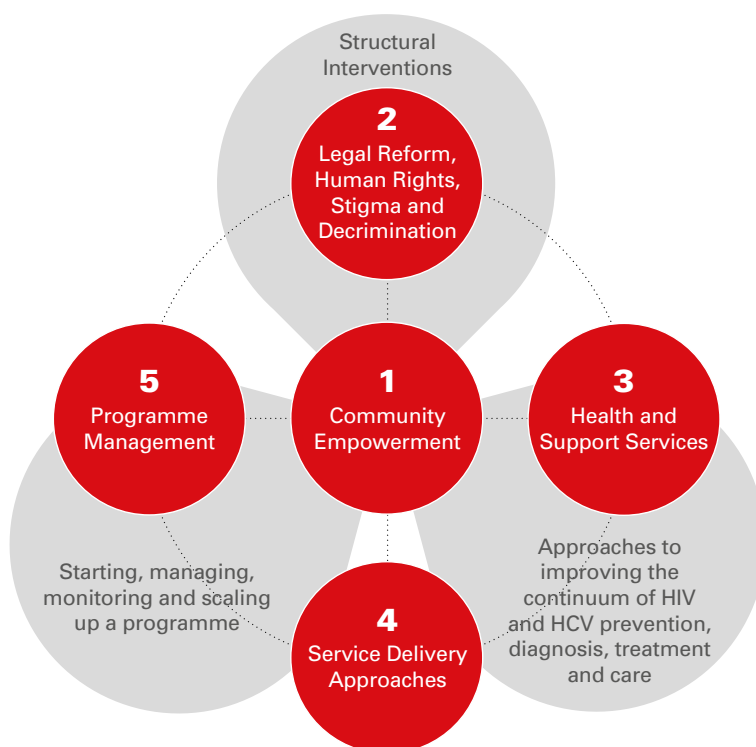 Structural
Interventions
2
Legal Reform,
Human Rights,
Stigma and
Decrimination
5
Programme
Management
1
Community
Empowerment
3
Health and
Support Services
Starting, managing,
monitoring and scaling
up a programme
4
Service Delivery
Approaches
Approaches to
improving the
continuum of HIV
and HCV prevention,
diagnosis, treatment
and care